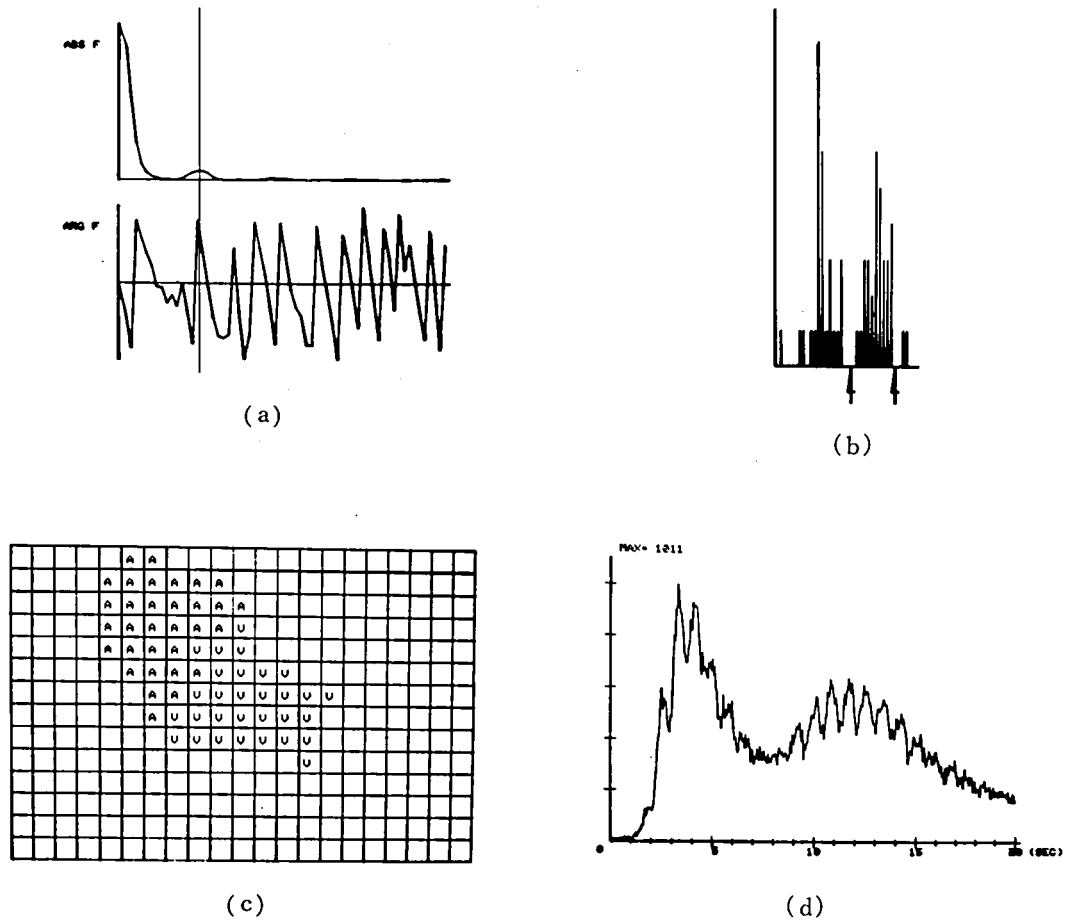 ABS F
ARG F
(a)
(b)
A A
A A A A A A
A A A A A A A
A A A A A A U
A A A A U U U
A A A A U U U U
A A U U U U U U U
A U U U U U U U
U U U U U U U
U
(c)
MAX= 1211
0 5 10 15 20 (SEC)
(d)